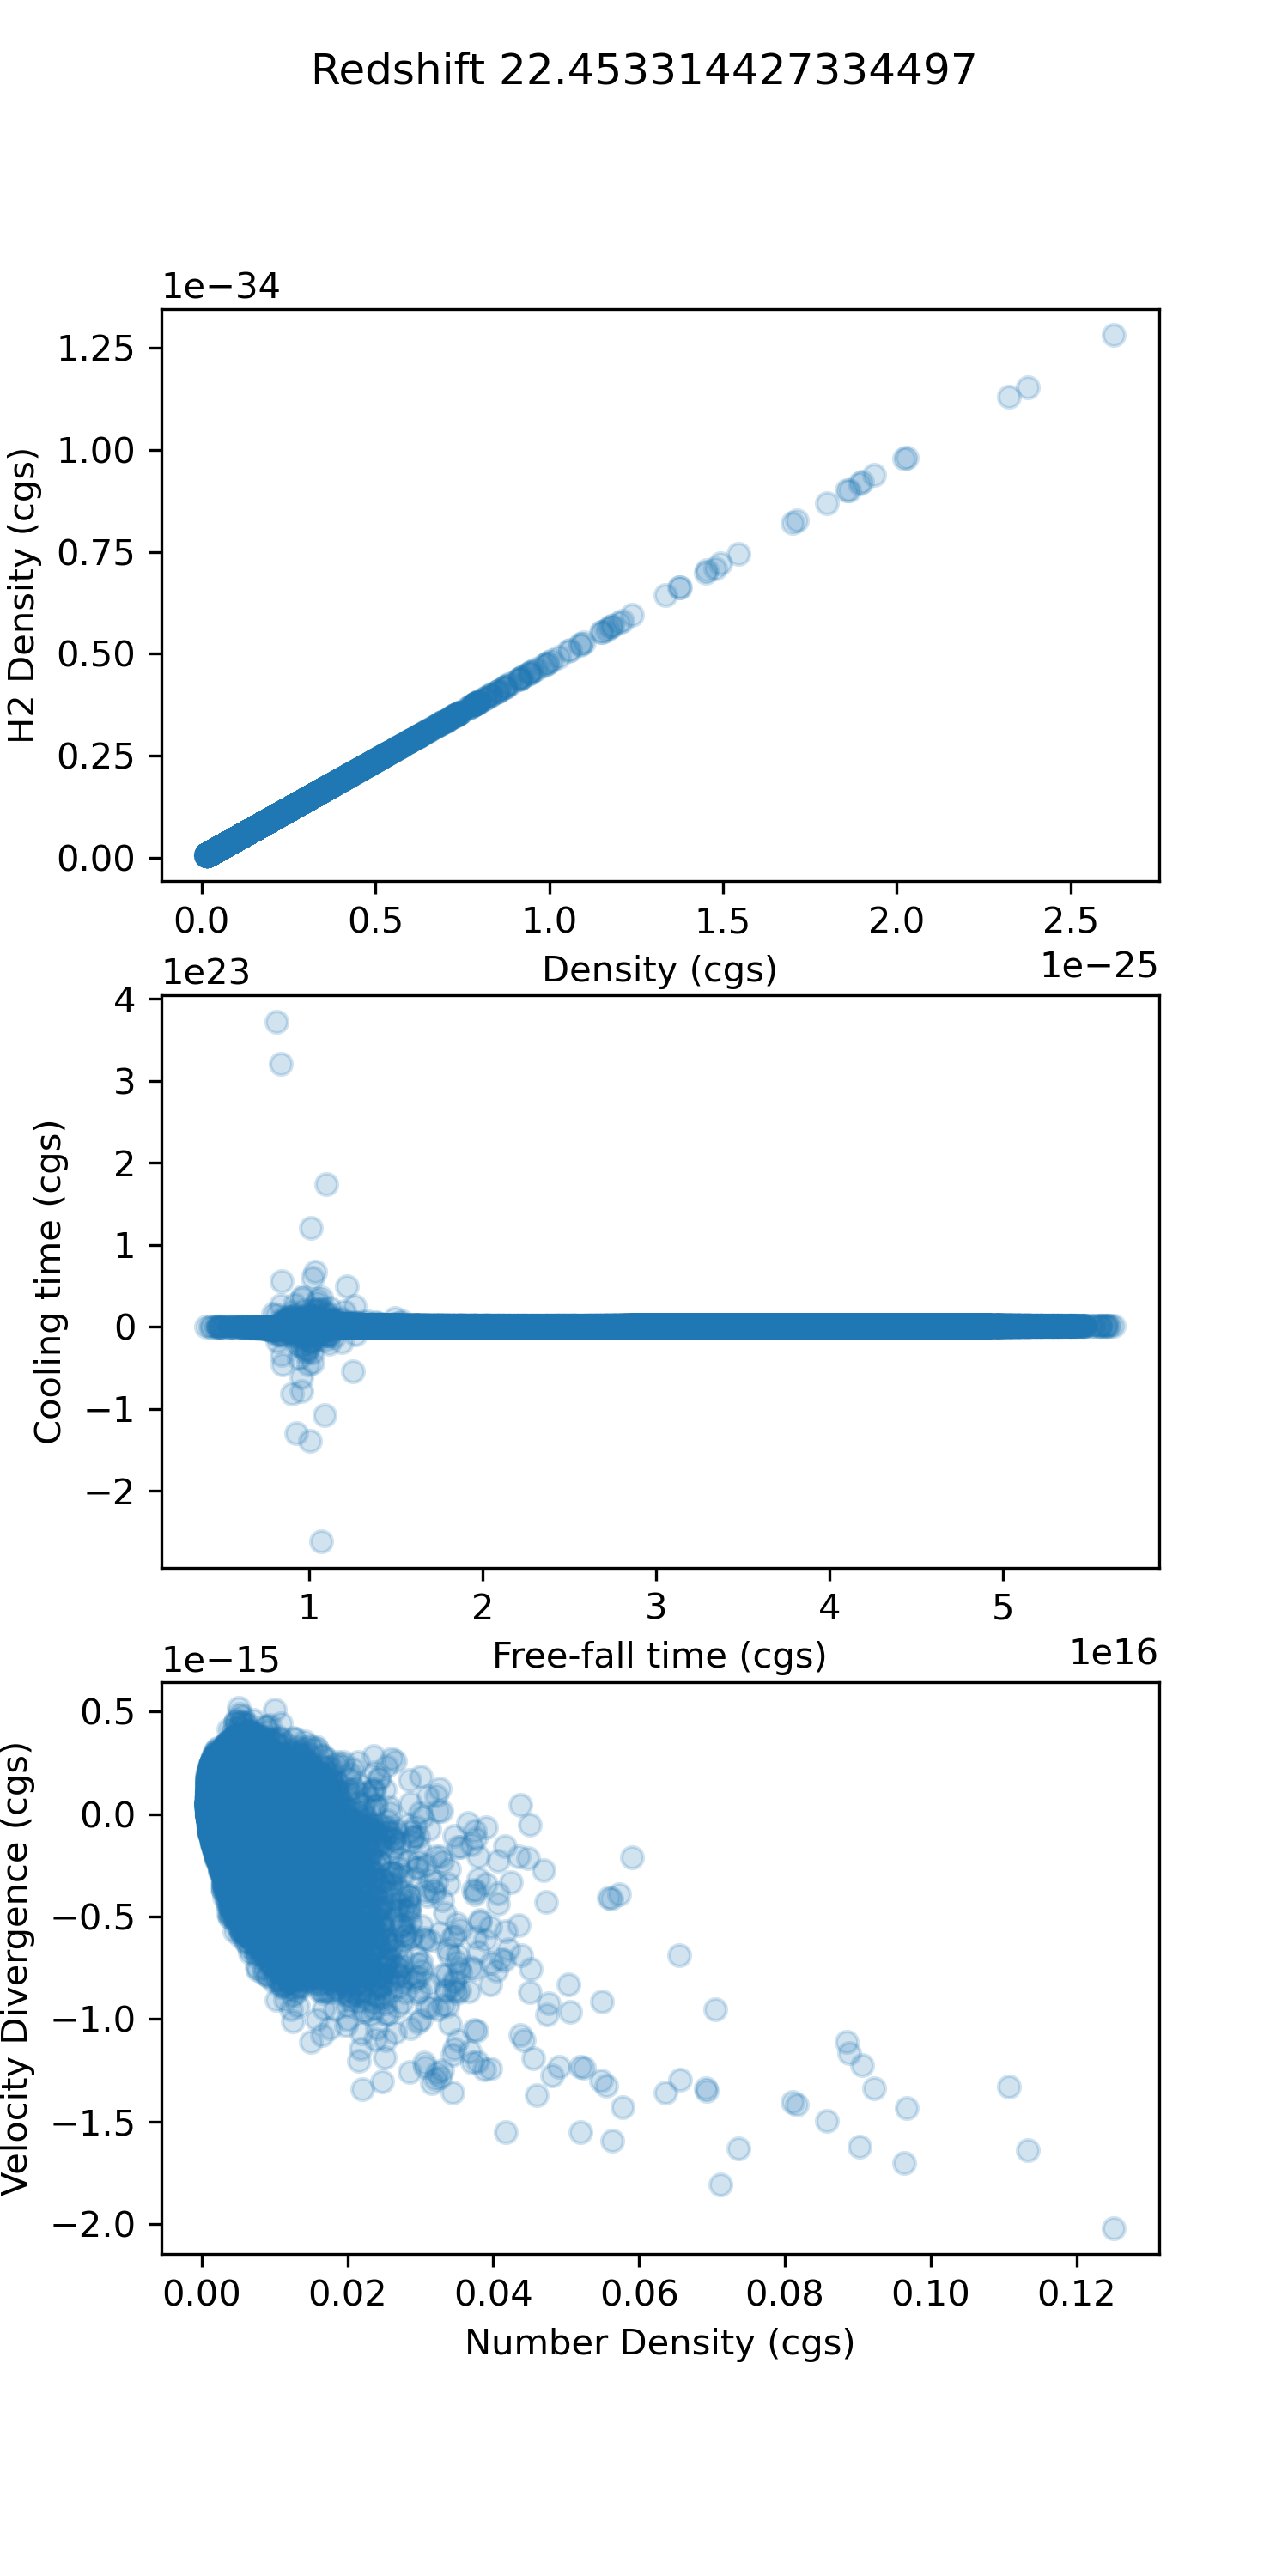 Redshift 22.453314427334497
1e−34
1.25
1.00
0.75
0.50
0.25
0.00
H2 Density (cgs)
0.0 0.5 1.0 1.5 2.0 2.5
Density (cgs)
1e−25
1e23
4
3
2
1
0
−1
−2
Cooling time (cgs)
1 2 3 4 5
Free-fall time (cgs)
1e16
1e−15
0.5
0.0
−0.5
−1.0
−1.5
−2.0
Velocity Divergence (cgs)
0.00 0.02 0.04 0.06 0.08 0.10 0.12
Number Density (cgs)